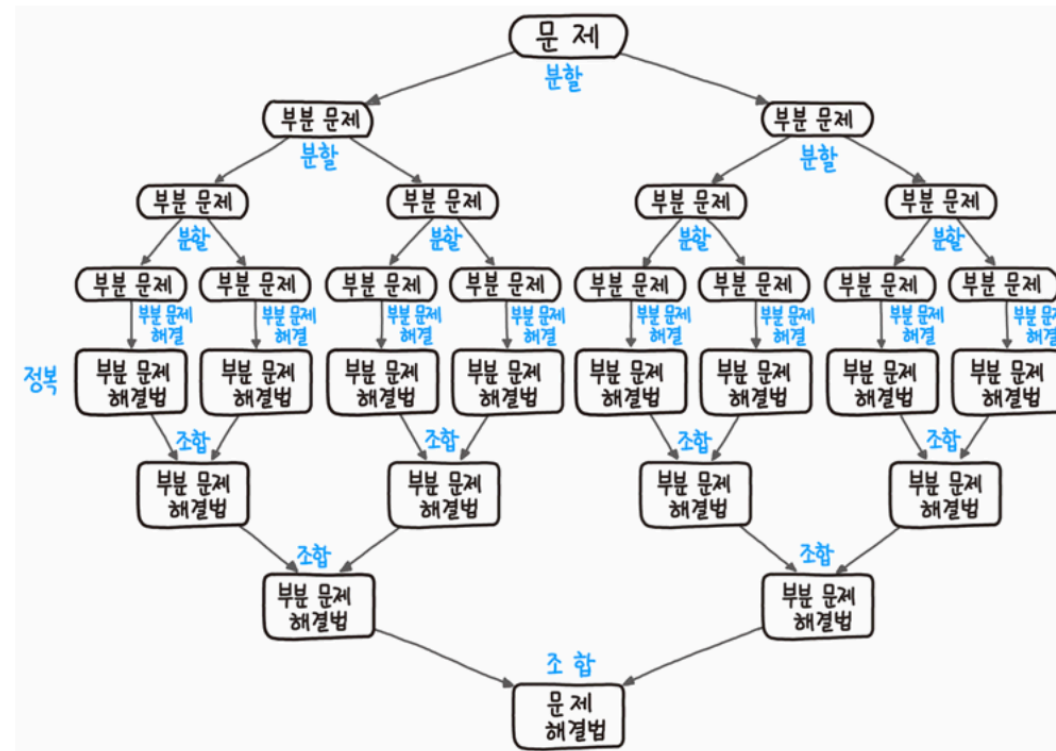 문 제
분할
부분 문제 부분 문제
분할 분할
부분 문제 부분 문제 부분 문제 부분 문제
분할 분할 분할 분할
부분 문제 부분 문제 부분 문제 부분 문제 부분 문제 부분 문제 부분 문제 부분 문제
부분 문제 부분 문제 부분 문제 부분 문제 부분 문제 부분 문제 부분 문제 부분 문제
해결 해결 해결 해결 해결 해결 해결 해결
정복
부분 문제 부분 문제 부분 문제 부분 문제 부분 문제 부분 문제 부분 문제 부분 문제
해결법 해결법 해결법 해결법 해결법 해결법 해결법 해결법
조합 조합 조합 조합
부분 문제 부분 문제 부분 문제 부분 문제
해결법 해결법 해결법 해결법
조합 조합
부분 문제 부분 문제
해결법 해결법
조 합
문 제
해결법